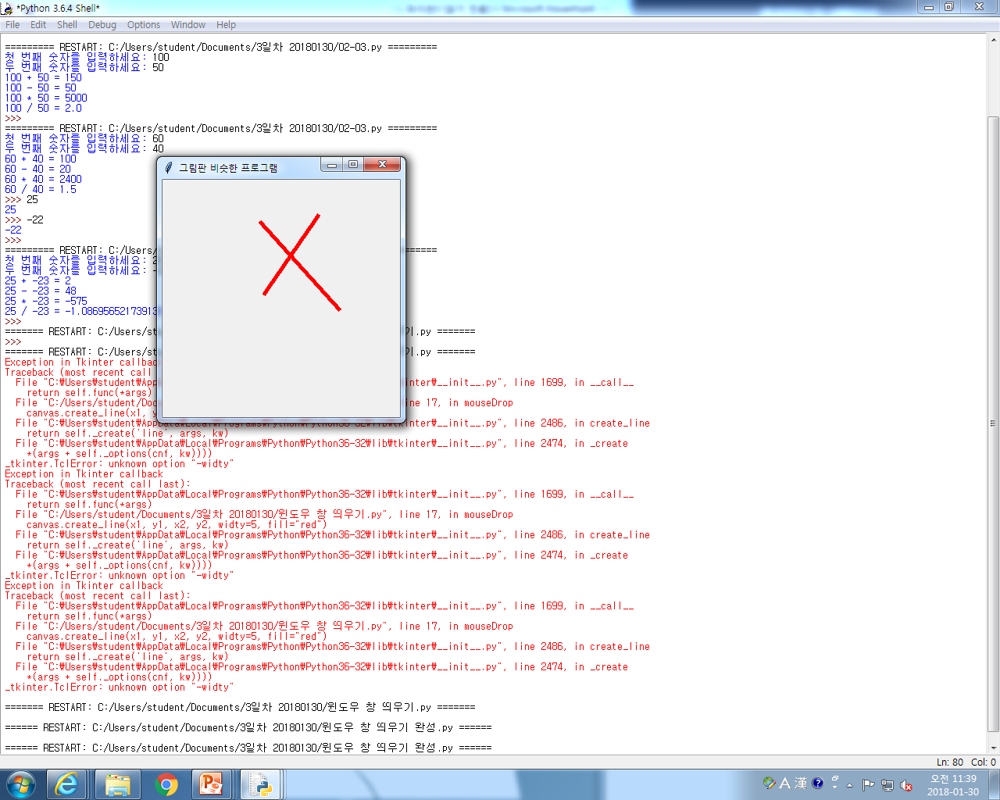 *Python 3.6.4 Shell*
File Edit Shell Debug Options Window Help
========= RESTART: C:/Users/student/Documents/3일차 20180130/02-03.py =========
첫 번째 숫자를 입력하세요: 100
두 번째 숫자를 입력하세요: 50
100 + 50 = 150
100 - 50 = 50
100 * 50 = 5000
100 / 50 = 2.0
>>>
========= RESTART: C:/Users/student/Documents/3일차 20180130/02-03.py =========
첫 번째 숫자를 입력하세요: 60
두 번째 숫자를 입력하세요: 40
60 + 40 = 100
60 - 40 = 20
60 * 40 = 2400
60 / 40 = 1.5
>>> 25
25
>>> -22
-22
>>>
========= RESTART: C:/Users ======
첫 번째 숫자를 입력하세요: 2
두 번째 숫자를 입력하세요: -
25 + -23 = 2
25 - -23 = 48
25 * -23 = -575
25 / -23 = -1.0869565217391
>>>
======= RESTART: C:/Users/st 기.py =======
>>>
======= RESTART: C:/Users/st 기.py =======
그림판 비슷한 프로그램
Exception in Tkinter callback
Traceback (most recent call
File "C:\Users\student\App kinter\__init__.py", line 1699, in __call__
return self.func(*args)
File "C:/Users/student/Doc ine 17, in mouseDrop
canvas.create_line(x1, y
File "C:\Users\student\AppData\Local\Programs\Python\Python36-32\lib\tkinter\__init__.py", line 2486, in create_line
return self._create('line', args, kw)
File "C:\Users\student\AppData\Local\Programs\Python\Python36-32\lib\tkinter\__init__.py", line 2474, in _create
*(args + self._options(cnf, kw))))
_tkinter.TclError: unknown option "-widty"
Exception in Tkinter callback
Traceback (most recent call last):
File "C:\Users\student\AppData\Local\Programs\Python\Python36-32\lib\tkinter\__init__.py", line 1699, in __call__
return self.func(*args)
File "C:/Users/student/Documents/3일차 20180130/윈도우 창 띄우기.py", line 17, in mouseDrop
canvas.create_line(x1, y1, x2, y2, widty=5, fill="red")
File "C:\Users\student\AppData\Local\Programs\Python\Python36-32\lib\tkinter\__init__.py", line 2486, in create_line
return self._create('line', args, kw)
File "C:\Users\student\AppData\Local\Programs\Python\Python36-32\lib\tkinter\__init__.py", line 2474, in _create
*(args + self._options(cnf, kw))))
_tkinter.TclError: unknown option "-widty"
Exception in Tkinter callback
Traceback (most recent call last):
File "C:\Users\student\AppData\Local\Programs\Python\Python36-32\lib\tkinter\__init__.py", line 1699, in __call__
return self.func(*args)
File "C:/Users/student/Documents/3일차 20180130/윈도우 창 띄우기.py", line 17, in mouseDrop
canvas.create_line(x1, y1, x2, y2, widty=5, fill="red")
File "C:\Users\student\AppData\Local\Programs\Python\Python36-32\lib\tkinter\__init__.py", line 2486, in create_line
return self._create('line', args, kw)
File "C:\Users\student\AppData\Local\Programs\Python\Python36-32\lib\tkinter\__init__.py", line 2474, in _create
*(args + self._options(cnf, kw))))
_tkinter.TclError: unknown option "-widty"
======= RESTART: C:/Users/student/Documents/3일차 20180130/윈도우 창 띄우기.py =======
====== RESTART: C:/Users/student/Documents/3일차 20180130/윈도우 창 띄우기 완성.py ======
====== RESTART: C:/Users/student/Documents/3일차 20180130/윈도우 창 띄우기 완성.py ======
Ln: 80 Col: 0
A 漢
오전 11:39
2018-01-30